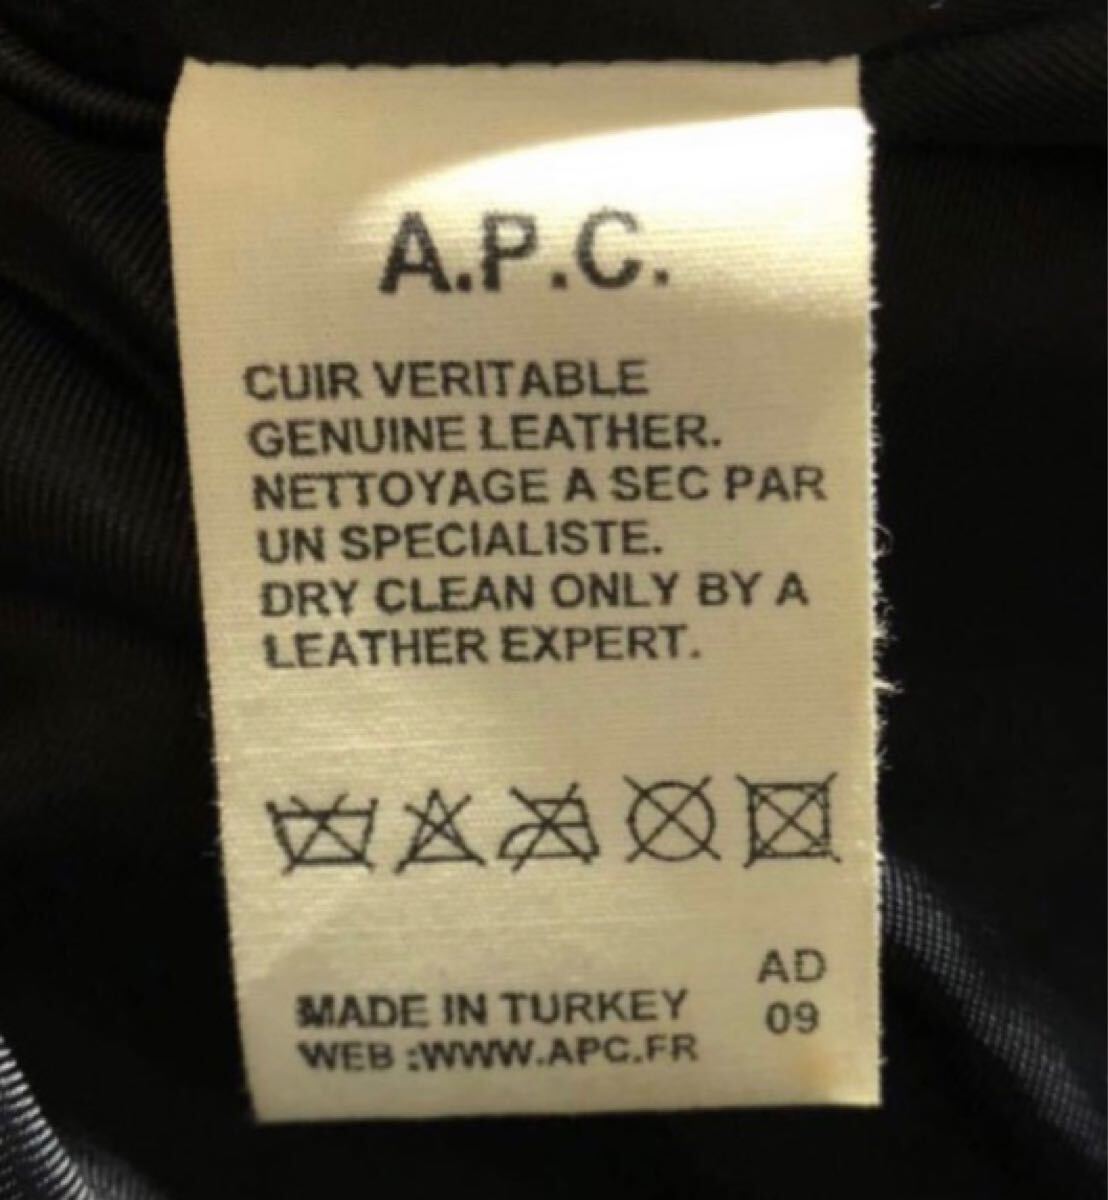 A.P.C.
CUIR VERITABLE
GENUINE LEATHER.
NETTOYAGE A SEC PAR
UN SPECIALISTE.
DRY CLEAN ONLY BY A
LEATHER EXPERT.
AD
09
MADE IN TURKEY
WEB :WWW.APC.FR